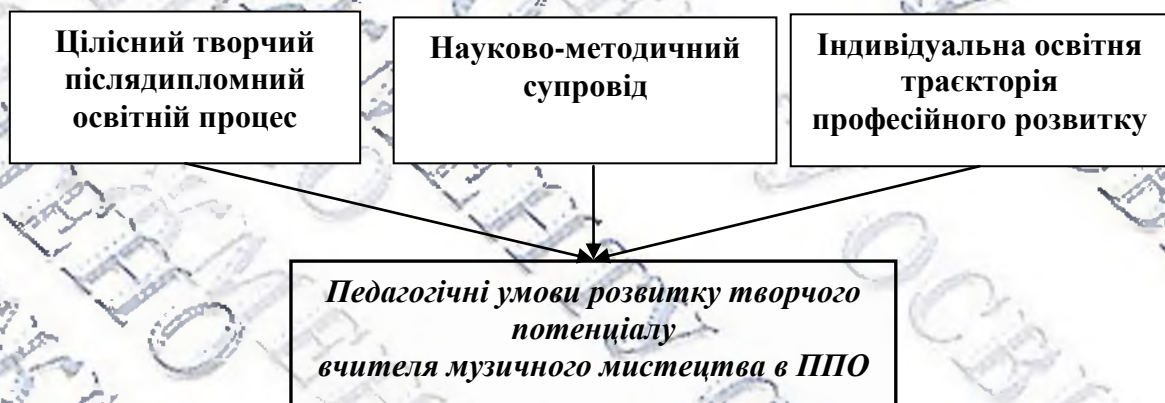 Цілісний творчий
післядипломний
освітній процес
Науково-методичний
супровід
Індивідуальна освітня
траєкторія
професійного розвитку
Педагогічні умови розвитку творчого
потенціалу
вчителя музичного мистецтва в ППО